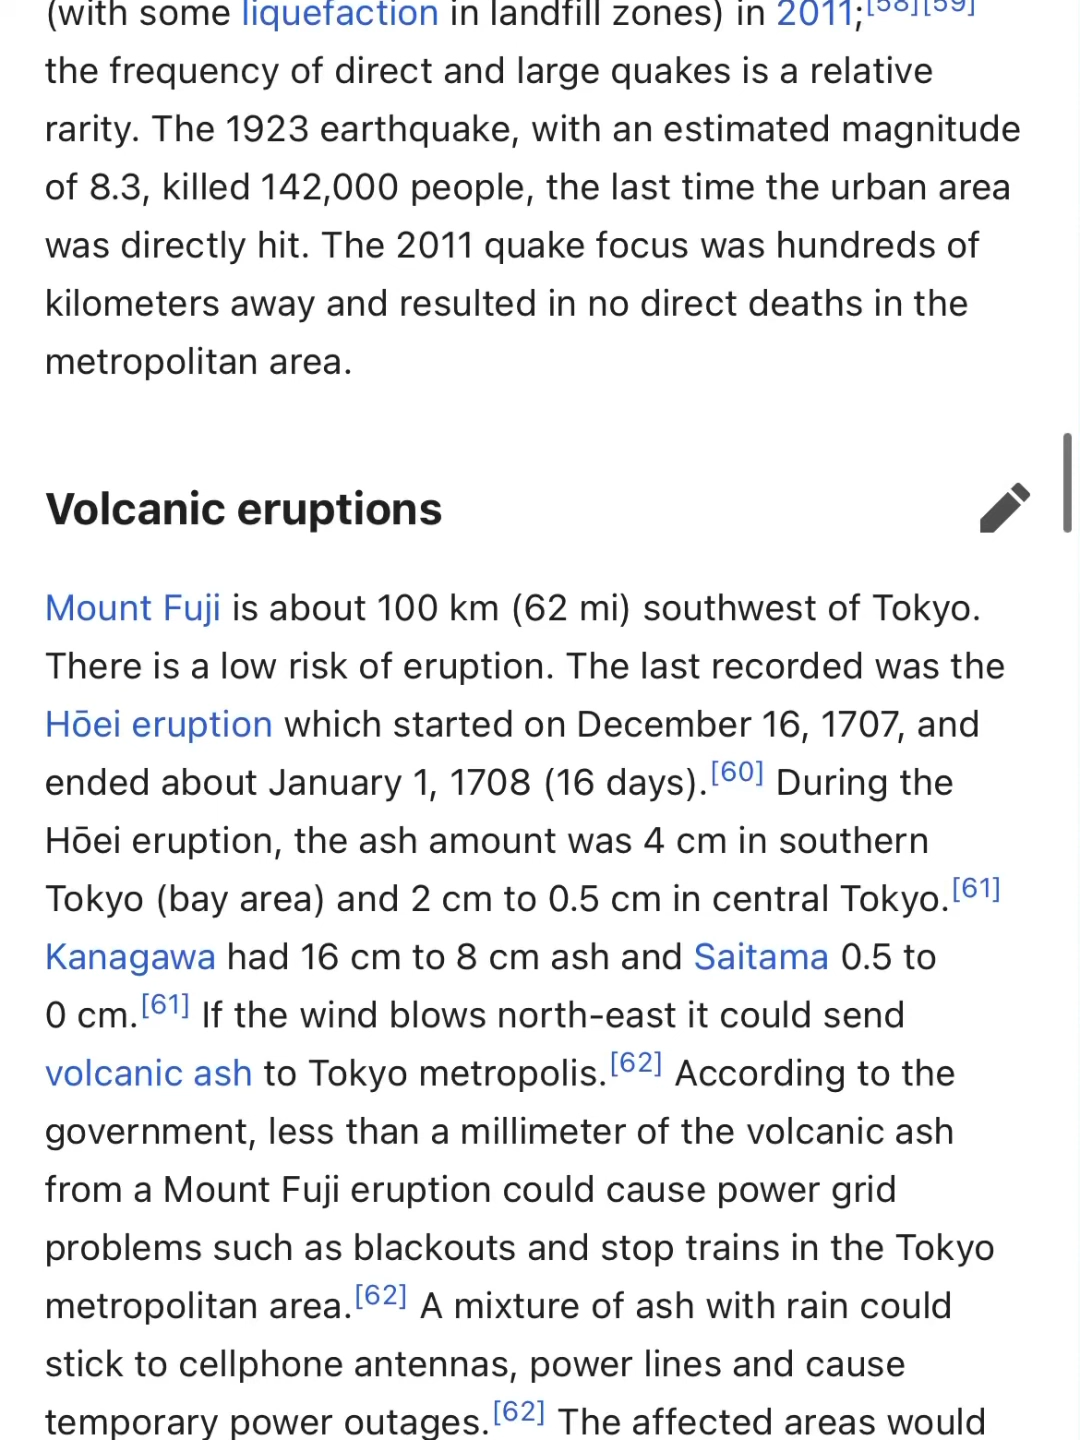 (with some liquefaction in landfill zones) in 2011;[58][59]
the frequency of direct and large quakes is a relative
rarity. The 1923 earthquake, with an estimated magnitude
of 8.3, killed 142,000 people, the last time the urban area
was directly hit. The 2011 quake focus was hundreds of
kilometers away and resulted in no direct deaths in the
metropolitan area.
Volcanic eruptions
Mount Fuji is about 100 km (62 mi) southwest of Tokyo.
There is a low risk of eruption. The last recorded was the
Hōei eruption which started on December 16, 1707, and
ended about January 1, 1708 (16 days).[60] During the
Hōei eruption, the ash amount was 4 cm in southern
Tokyo (bay area) and 2 cm to 0.5 cm in central Tokyo.[61]
Kanagawa had 16 cm to 8 cm ash and Saitama 0.5 to
0 cm.[61] If the wind blows north-east it could send
volcanic ash to Tokyo metropolis.[62] According to the
government, less than a millimeter of the volcanic ash
from a Mount Fuji eruption could cause power grid
problems such as blackouts and stop trains in the Tokyo
metropolitan area.[62] A mixture of ash with rain could
stick to cellphone antennas, power lines and cause
temporary power outages.[62] The affected areas would